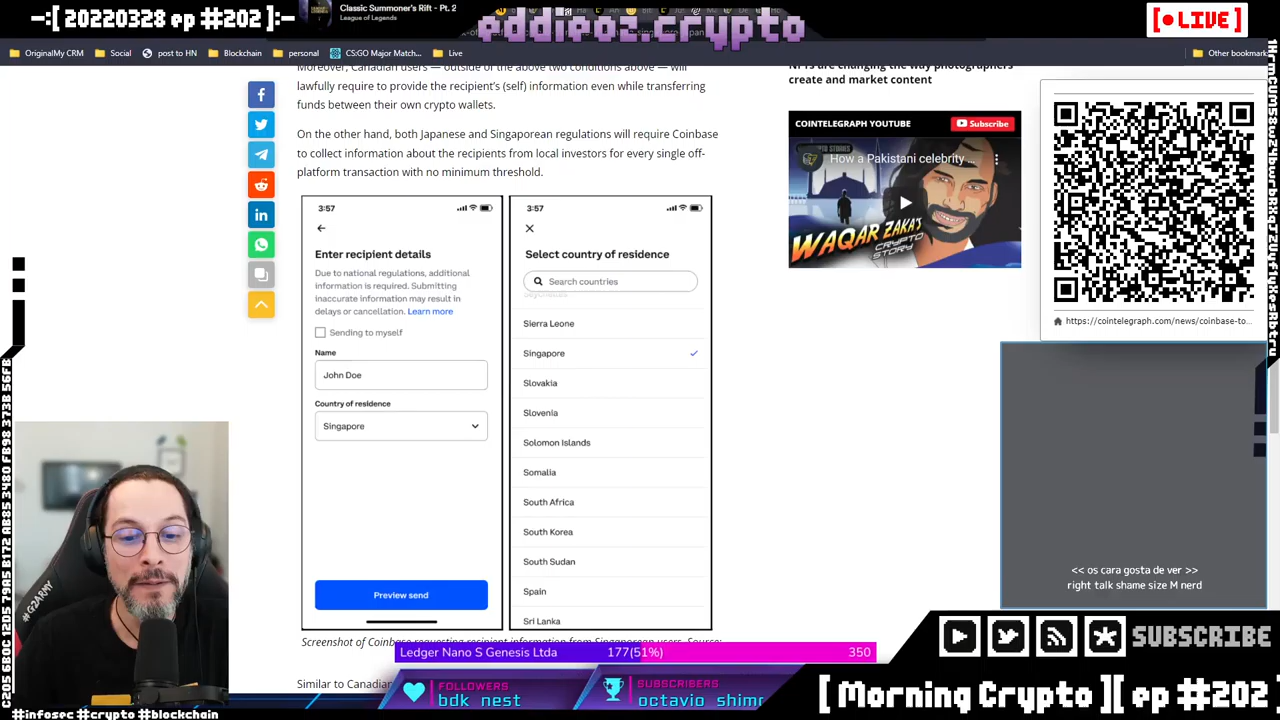 -:[ 20220328 ep #202]:-
Classic Summoner's Rift - Pt. 2
League of Legends
eddieoz.crypto
[● LIVE]
OriginalMy CRM
Social
post to HN
Blockchain
personal
CS:GO Major Match...
Live
Other bookmark
Moreover, Canadian users — outside of the above two conditions above — will
lawfully require to provide the recipient's (self) information even while transferring
funds between their own crypto wallets.
On the other hand, both Japanese and Singaporean regulations will require Coinbase
to collect information about the recipients from local investors for every single off-
platform transaction with no minimum threshold.
3:57
Enter recipient details
Due to national regulations, additional
information is required. Submitting
inaccurate information may result in
delays or cancellation. Learn more
Sending to myself
Name
John Doe
Country of residence
Singapore
Preview send
3:57
Select country of residence
Search countries
Sierra Leone
Singapore
Slovakia
Slovenia
Solomon Islands
Somalia
South Africa
South Korea
South Sudan
Spain
Sri Lanka
Screenshot of Coinbase requesting recipient information from Singaporean users. Source:
Similar to Canadian
NFTs are changing the way photographers
create and market content
COINTELEGRAPH YOUTUBE
Subscribe
How a Pakistani celebrity ...
WAQAR ZAKA'S
CRYPTO
STORY
https://cointelegraph.com/news/coinbase-to...
<< os cara gosta de ver >>
right talk shame size M nerd
#G2ARMY
Ledger Nano S Genesis Ltda
177(51%)
350
FOLLOWERS
bdk_nest
SUBSCRIBERS
octavio_shimr
SUBSCRIBE
[ Morning Crypto ][ ep #202 ]
#infosec #crypto #blockchain